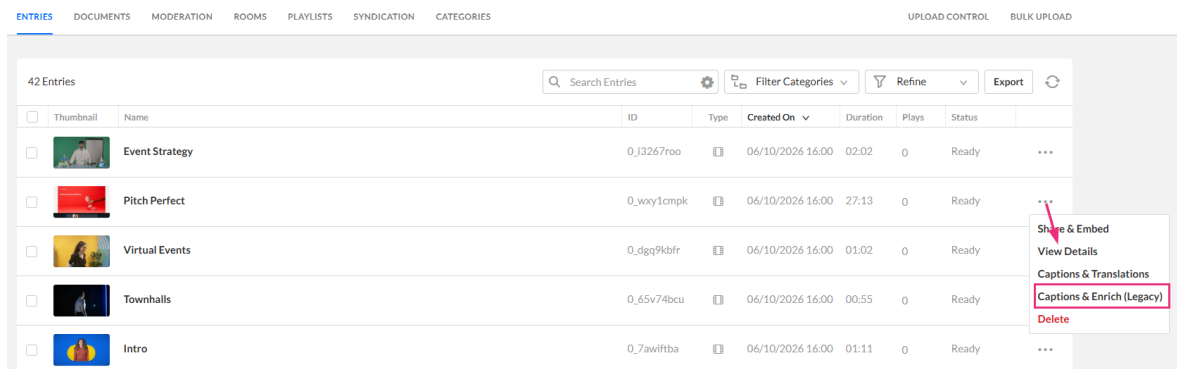 ENTRIES DOCUMENTS MODERATION ROOMS PLAYLISTS SYNDICATION CATEGORIES UPLOAD CONTROL BULK UPLOAD
42 Entries Search Entries Filter Categories Refine Export
Thumbnail Name ID Type Created On Duration Plays Status
Event Strategy 0_i3267roo 06/10/2026 16:00 02:02 0 Ready
Pitch Perfect 0_wxy1cmpk 06/10/2026 16:00 27:13 0 Ready
Share & Embed
Virtual Events 0_dgq9kbfr 06/10/2026 16:00 01:02 0 Ready
View Details
Captions & Translations
Townhalls 0_65v74bcu 06/10/2026 16:00 00:55 0 Ready
Captions & Enrich (Legacy)
Delete
Intro 0_7awiftba 06/10/2026 16:00 01:11 0 Ready